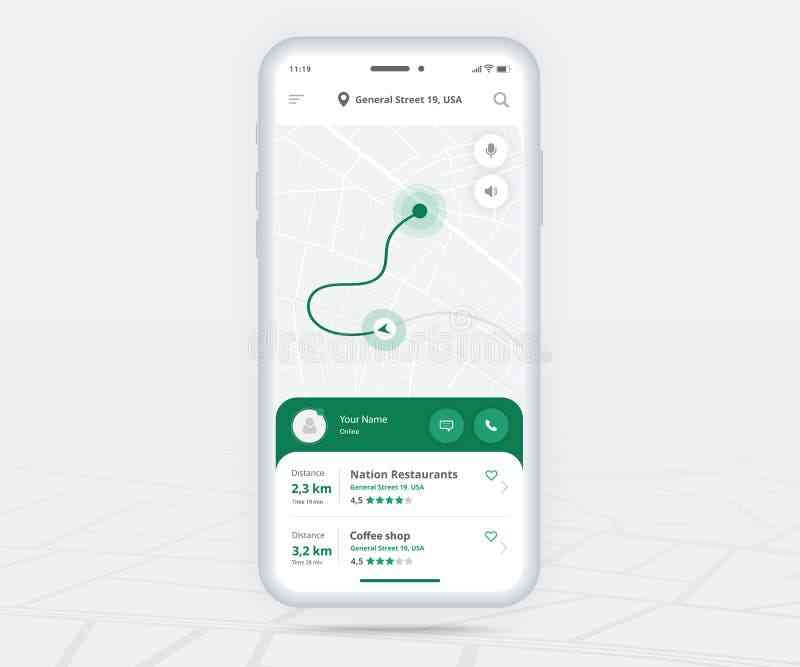 11:19
General Street 19, USA
dreamstime
Your Name
Online
Distance
2,3 km
Time 19 min
Nation Restaurants
General Street 19, USA
4,5
Distance
3,2 km
Time 28 min
Coffee shop
General Street 19, USA
4,5